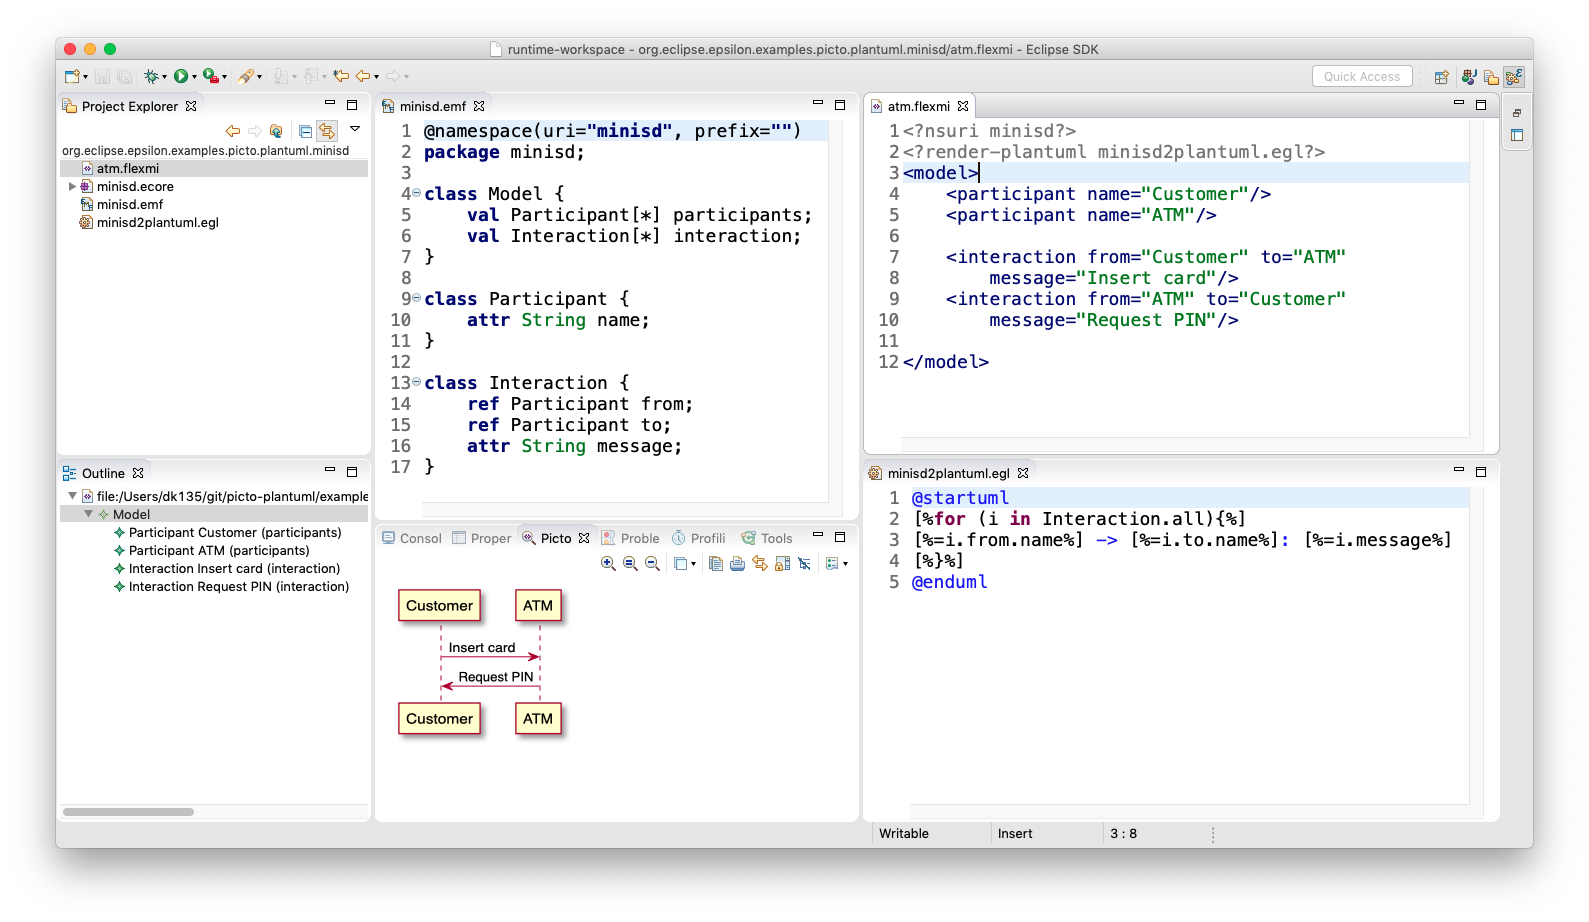 runtime-workspace - org.eclipse.epsilon.examples.picto.plantuml.minisd/atm.flexmi - Eclipse SDK
Quick Access
Project Explorer
org.eclipse.epsilon.examples.picto.plantuml.minisd
atm.flexmi
minisd.ecore
minisd.emf
minisd2plantuml.egl
Outline
file:/Users/dk135/git/picto-plantuml/example
Model
Participant Customer (participants)
Participant ATM (participants)
Interaction Insert card (interaction)
Interaction Request PIN (interaction)
minisd.emf
1 @namespace(uri="minisd", prefix="")
2 package minisd;
3
4 class Model {
5     val Participant[*] participants;
6     val Interaction[*] interaction;
7 }
8
9 class Participant {
10     attr String name;
11 }
12
13 class Interaction {
14     ref Participant from;
15     ref Participant to;
16     attr String message;
17 }
Consol Proper Picto Proble Profili Tools
Customer ATM
Insert card
Request PIN
Customer ATM
atm.flexmi
1 <?nsuri minisd?>
2 <?render-plantuml minisd2plantuml.egl?>
3 <model>
4     <participant name="Customer"/>
5     <participant name="ATM"/>
6
7     <interaction from="Customer" to="ATM"
8         message="Insert card"/>
9     <interaction from="ATM" to="Customer"
10         message="Request PIN"/>
11
12 </model>
minisd2plantuml.egl
1 @startuml
2 [%for (i in Interaction.all){%]
3 [%=i.from.name%] -> [%=i.to.name%]: [%=i.message%]
4 [%}%]
5 @enduml
Writable Insert 3 : 8